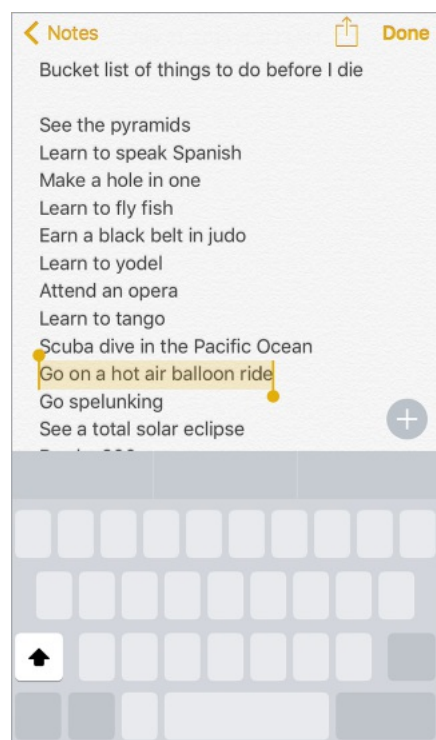 Notes
Done
Bucket list of things to do before I die
See the pyramids
Learn to speak Spanish
Make a hole in one
Learn to fly fish
Earn a black belt in judo
Learn to yodel
Attend an opera
Learn to tango
Scuba dive in the Pacific Ocean
Go on a hot air balloon ride
Go spelunking
See a total solar eclipse